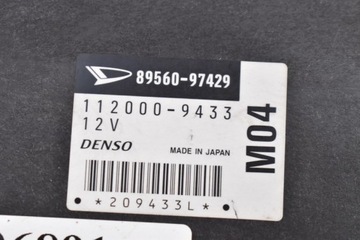 89560-97429
112000-9433
12V
DENSO MADE IN JAPAN
*209433L*
M04